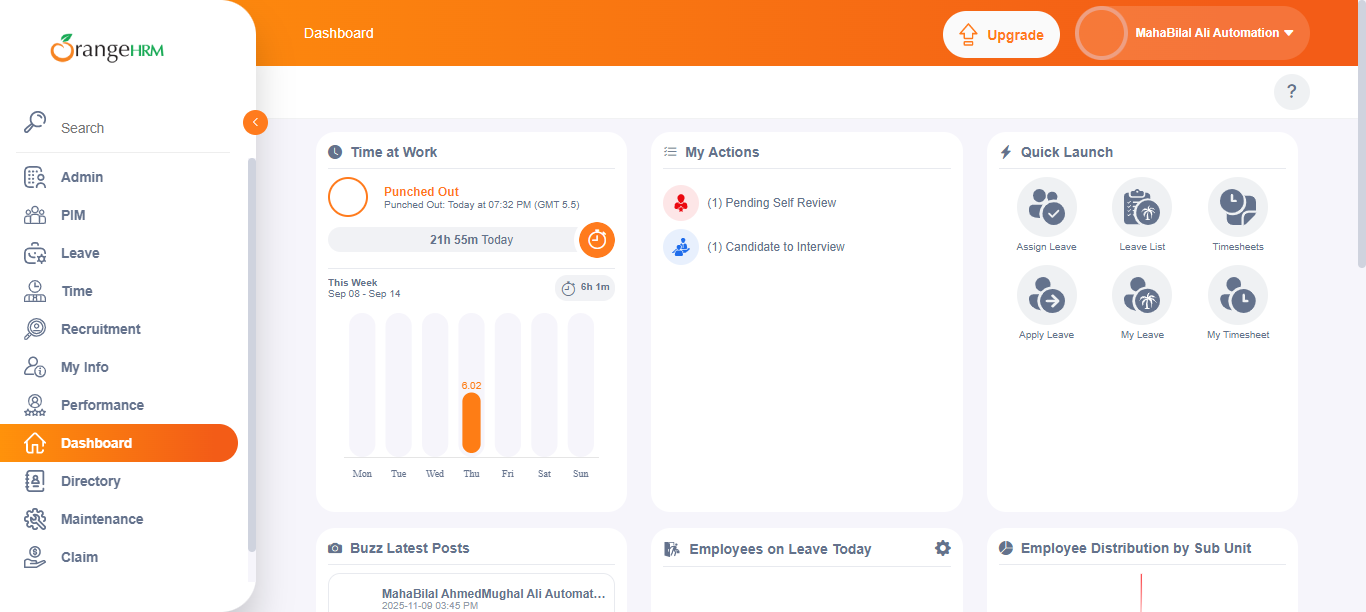 OrangeHRM
Dashboard
Upgrade
MahaBilal Ali Automation
?
Search
Admin
PIM
Leave
Time
Recruitment
My Info
Performance
Dashboard
Directory
Maintenance
Claim
Time at Work
Punched Out
Punched Out: Today at 07:32 PM (GMT 5.5)
21h 55m Today
This Week
Sep 08 - Sep 14
6h 1m
6.02
Mon Tue Wed Thu Fri Sat Sun
My Actions
(1) Pending Self Review
(1) Candidate to Interview
Quick Launch
Assign Leave
Leave List
Timesheets
Apply Leave
My Leave
My Timesheet
Buzz Latest Posts
MahaBilal AhmedMughal Ali Automat...
2025-11-09 03:45 PM
Employees on Leave Today
Employee Distribution by Sub Unit